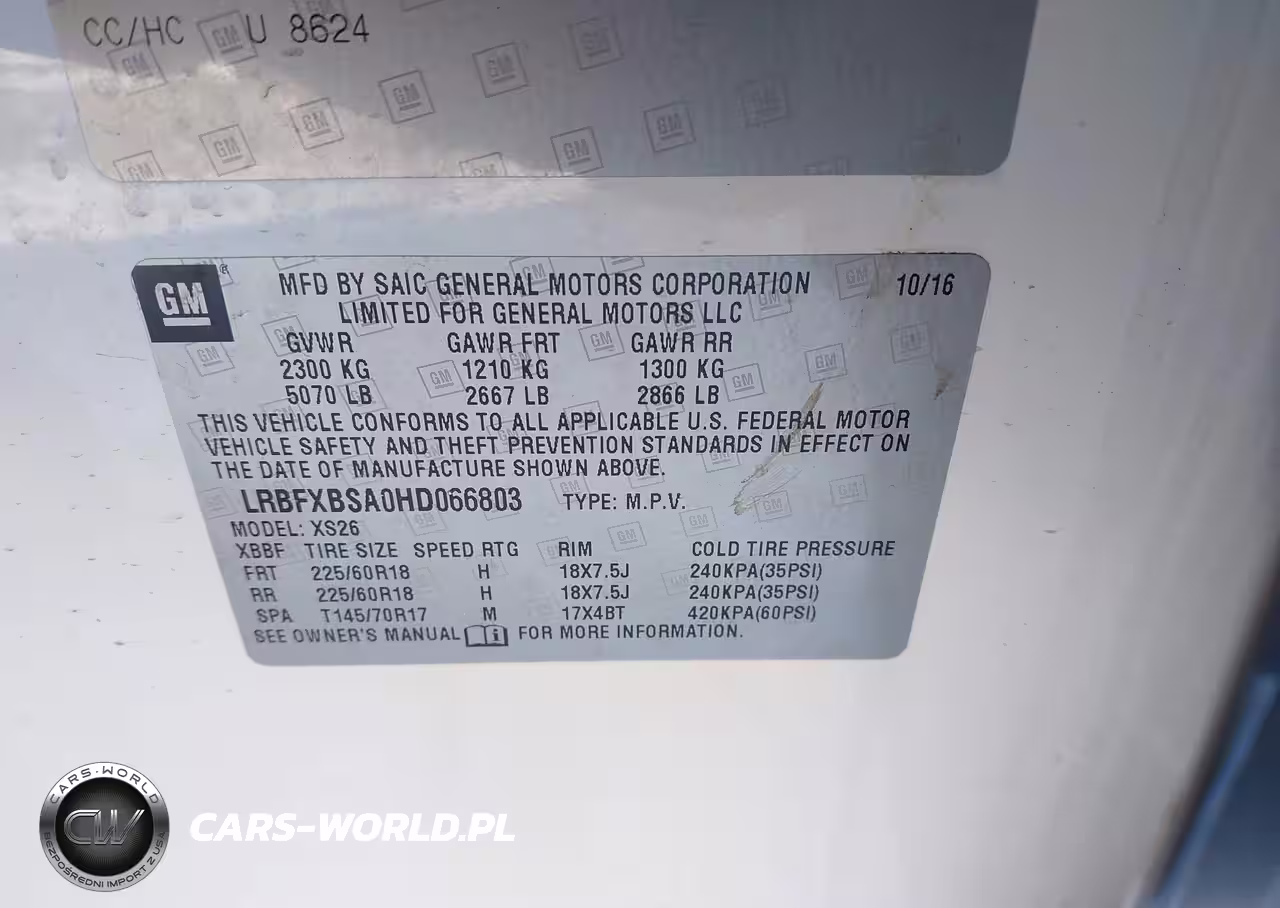 CC/HC U 8624
GM
MFD BY SAIC GENERAL MOTORS CORPORATION 10/16
LIMITED FOR GENERAL MOTORS LLC
GVWR GAWR FRT GAWR RR
2300 KG 1210 KG 1300 KG
5070 LB 2667 LB 2866 LB
THIS VEHICLE CONFORMS TO ALL APPLICABLE U.S. FEDERAL MOTOR
VEHICLE SAFETY AND THEFT PREVENTION STANDARDS IN EFFECT ON
THE DATE OF MANUFACTURE SHOWN ABOVE.
LRBFXBSA0HD066803 TYPE: M.P.V.
MODEL: XS26
XBBF TIRE SIZE SPEED RTG RIM COLD TIRE PRESSURE
FRT 225/60R18 H 18X7.5J 240KPA(35PSI)
RR 225/60R18 H 18X7.5J 240KPA(35PSI)
SPA T145/70R17 M 17X4BT 420KPA(60PSI)
SEE OWNER'S MANUAL i FOR MORE INFORMATION.
CARS-WORLD
CW
BEZPOŚREDNI IMPORT Z USA
CARS-WORLD.PL